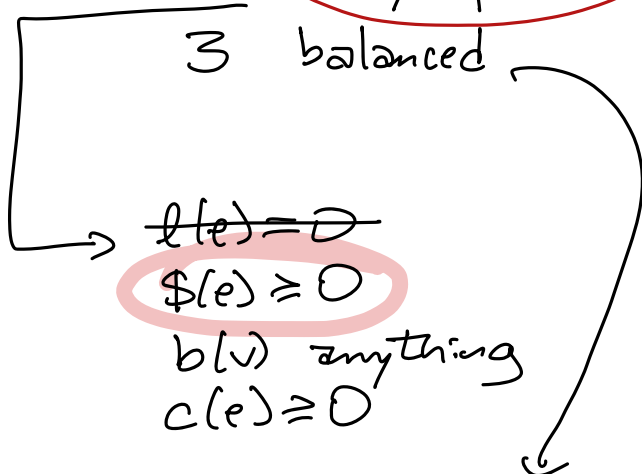 3 balanced
l(e) = 0
$(e) ≥ 0
b(v) anything
c(e) ≥ 0